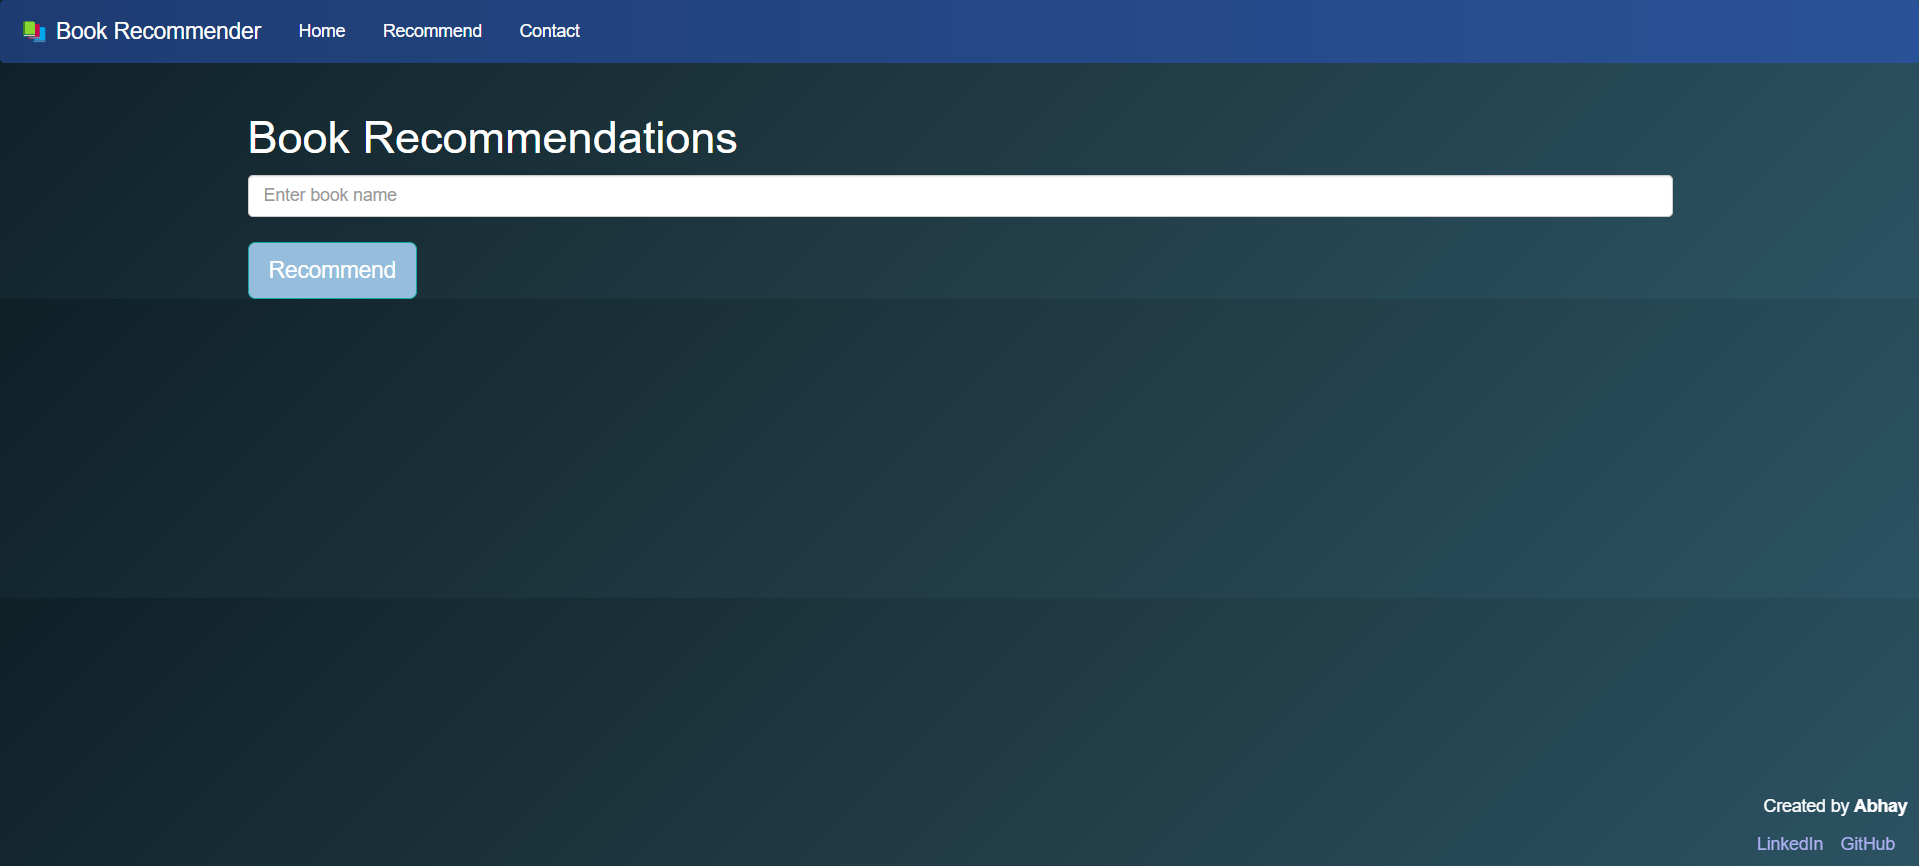 Book Recommender Home Recommend Contact
Book Recommendations
Enter book name
Recommend
Created by Abhay
LinkedIn GitHub